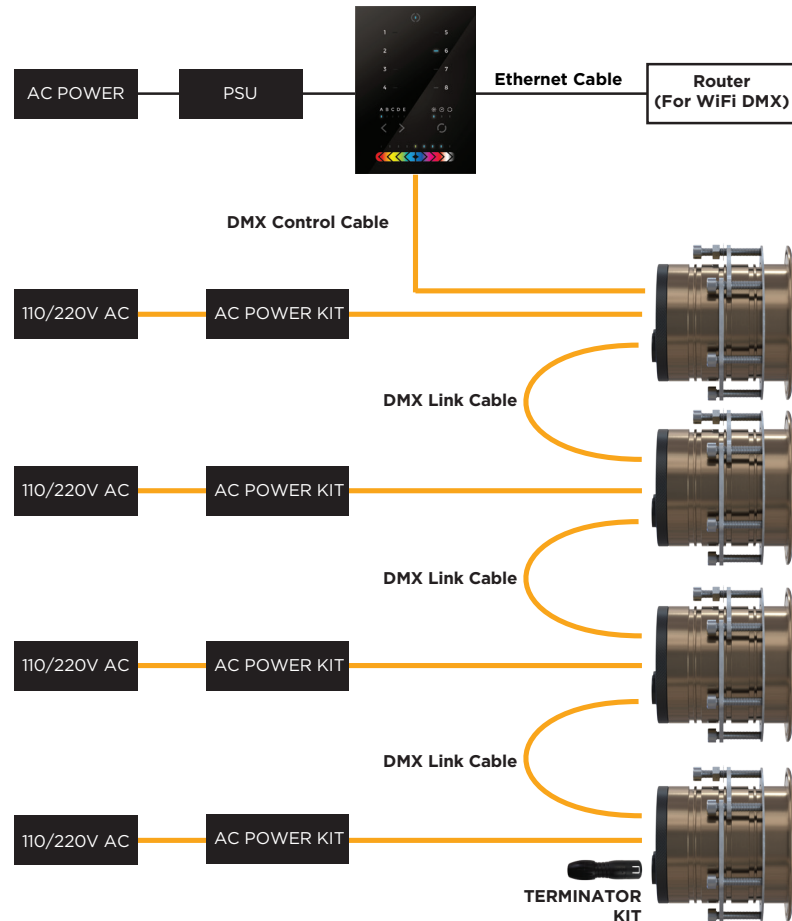 1 5
2 6
3 7
4 8
AC POWER
PSU
Ethernet Cable
Router
(For WiFi DMX)
A B C D E
DMX Control Cable
110/220V AC
AC POWER KIT
DMX Link Cable
110/220V AC
AC POWER KIT
DMX Link Cable
110/220V AC
AC POWER KIT
DMX Link Cable
110/220V AC
AC POWER KIT
TERMINATOR
KIT